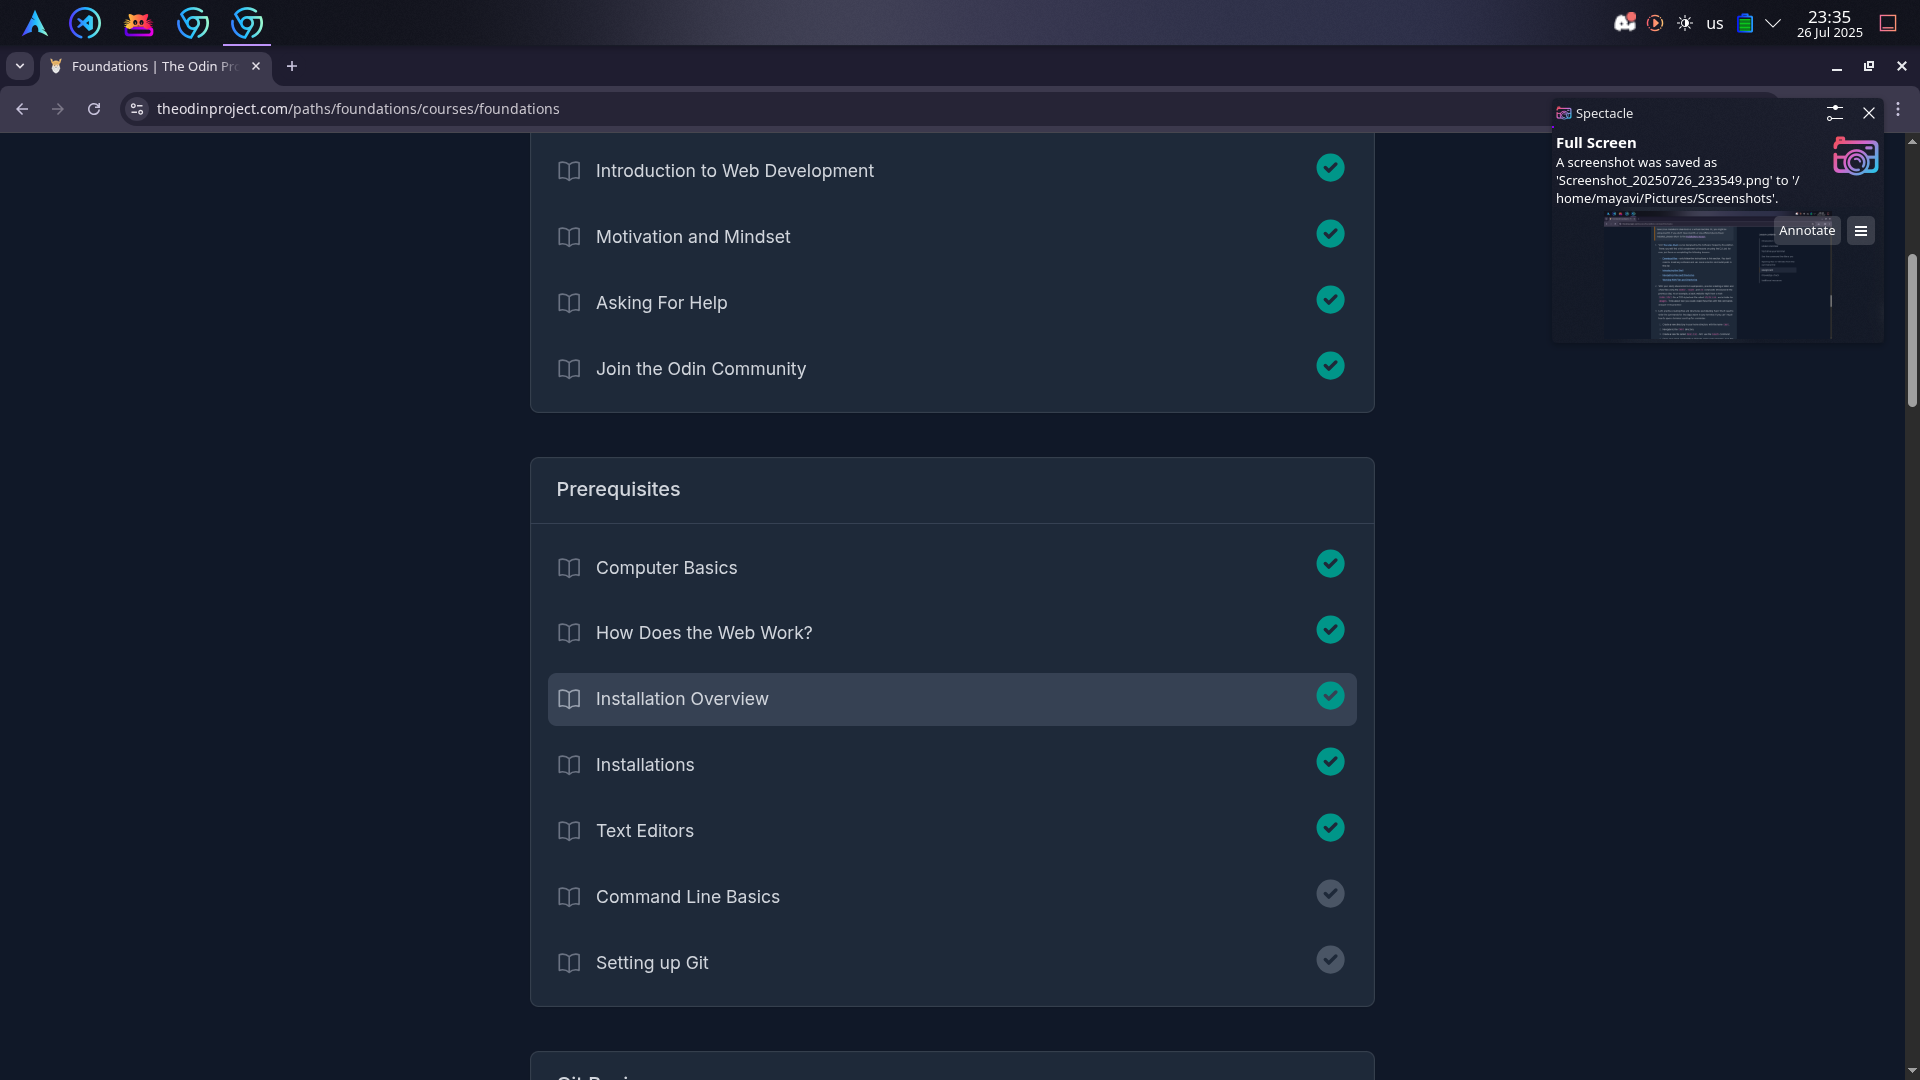 us
23:35
26 Jul 2025
Foundations | The Odin Pr
theodinproject.com/paths/foundations/courses/foundations
Spectacle
Full Screen
A screenshot was saved as
'Screenshot_20250726_233549.png' to '/
home/mayavi/Pictures/Screenshots'.
Annotate
Introduction to Web Development
Motivation and Mindset
Asking For Help
Join the Odin Community
Prerequisites
Computer Basics
How Does the Web Work?
Installation Overview
Installations
Text Editors
Command Line Basics
Setting up Git